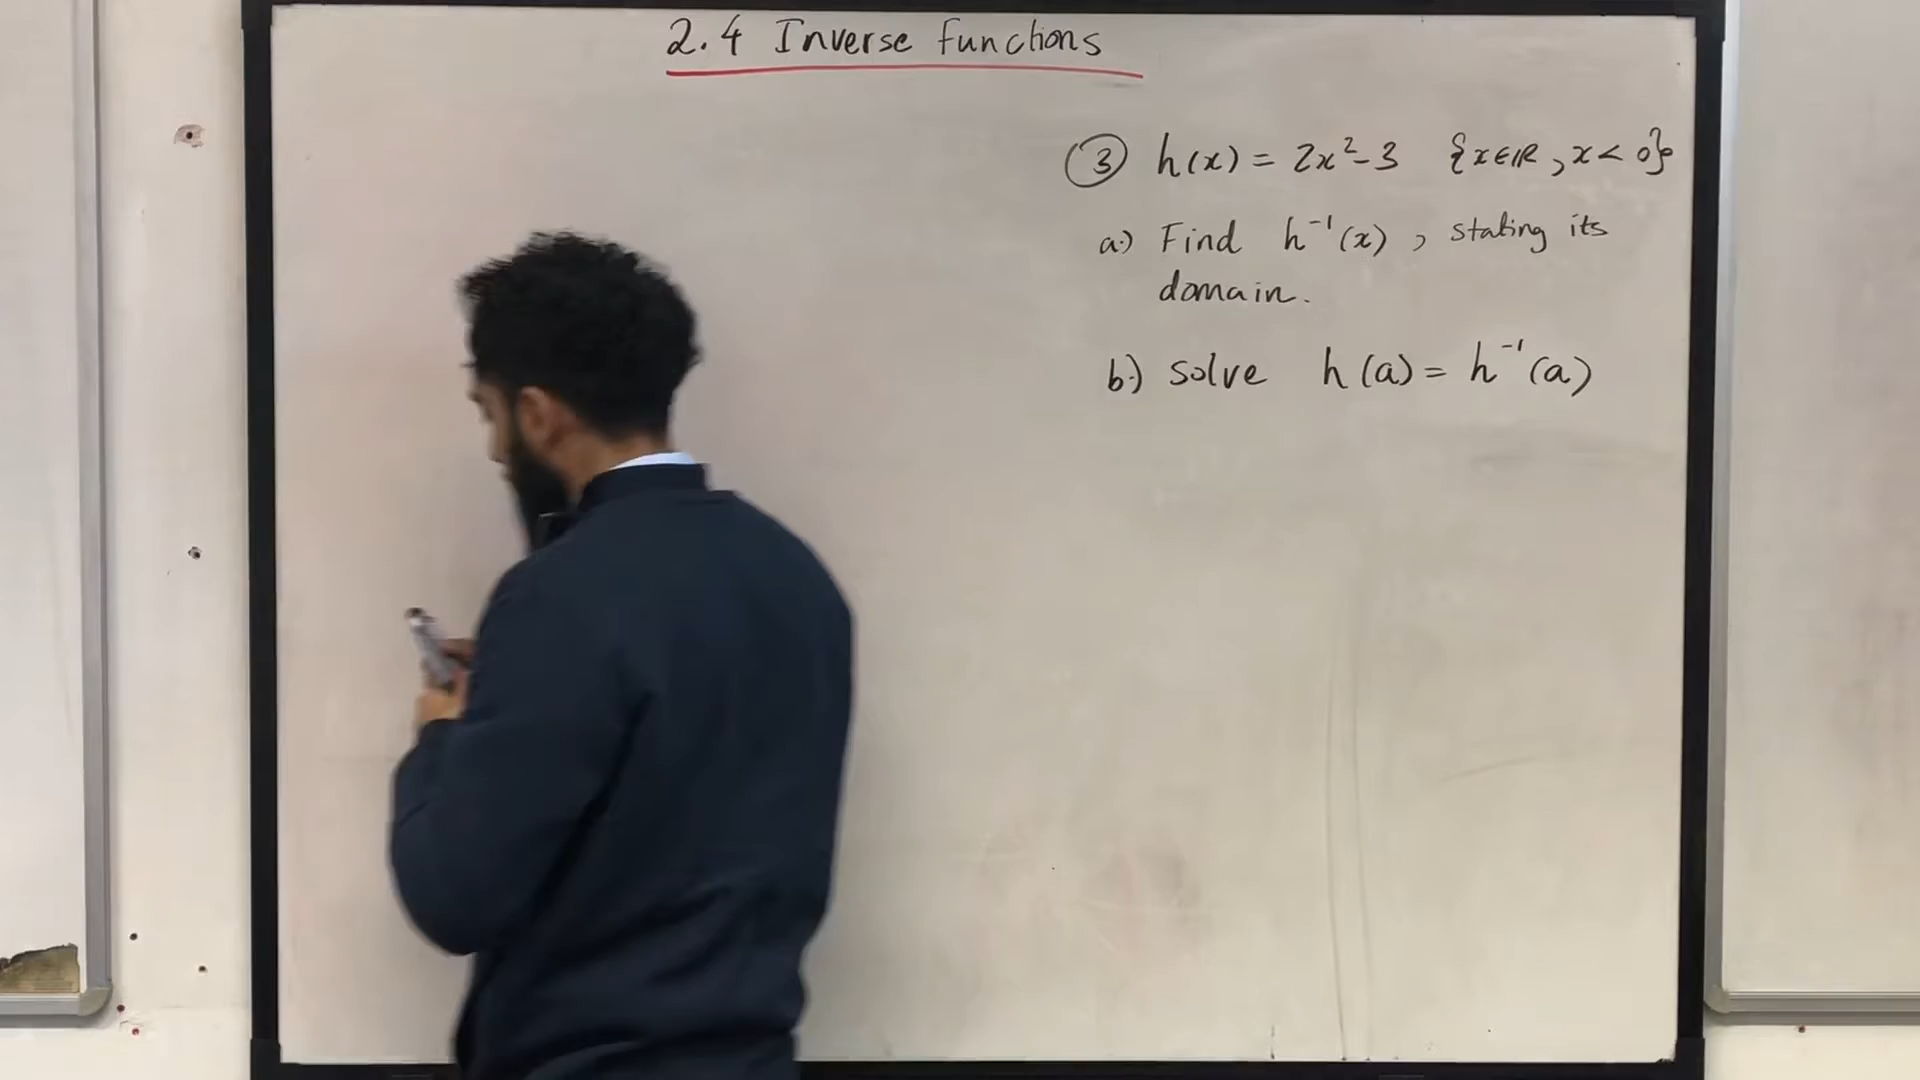 2.4 Inverse functions
③ h(x) = 2x²-3 {x∈ℝ, x < 0}
a.) Find h⁻¹(x), stating its
domain.
b.) solve h(a) = h⁻¹(a)